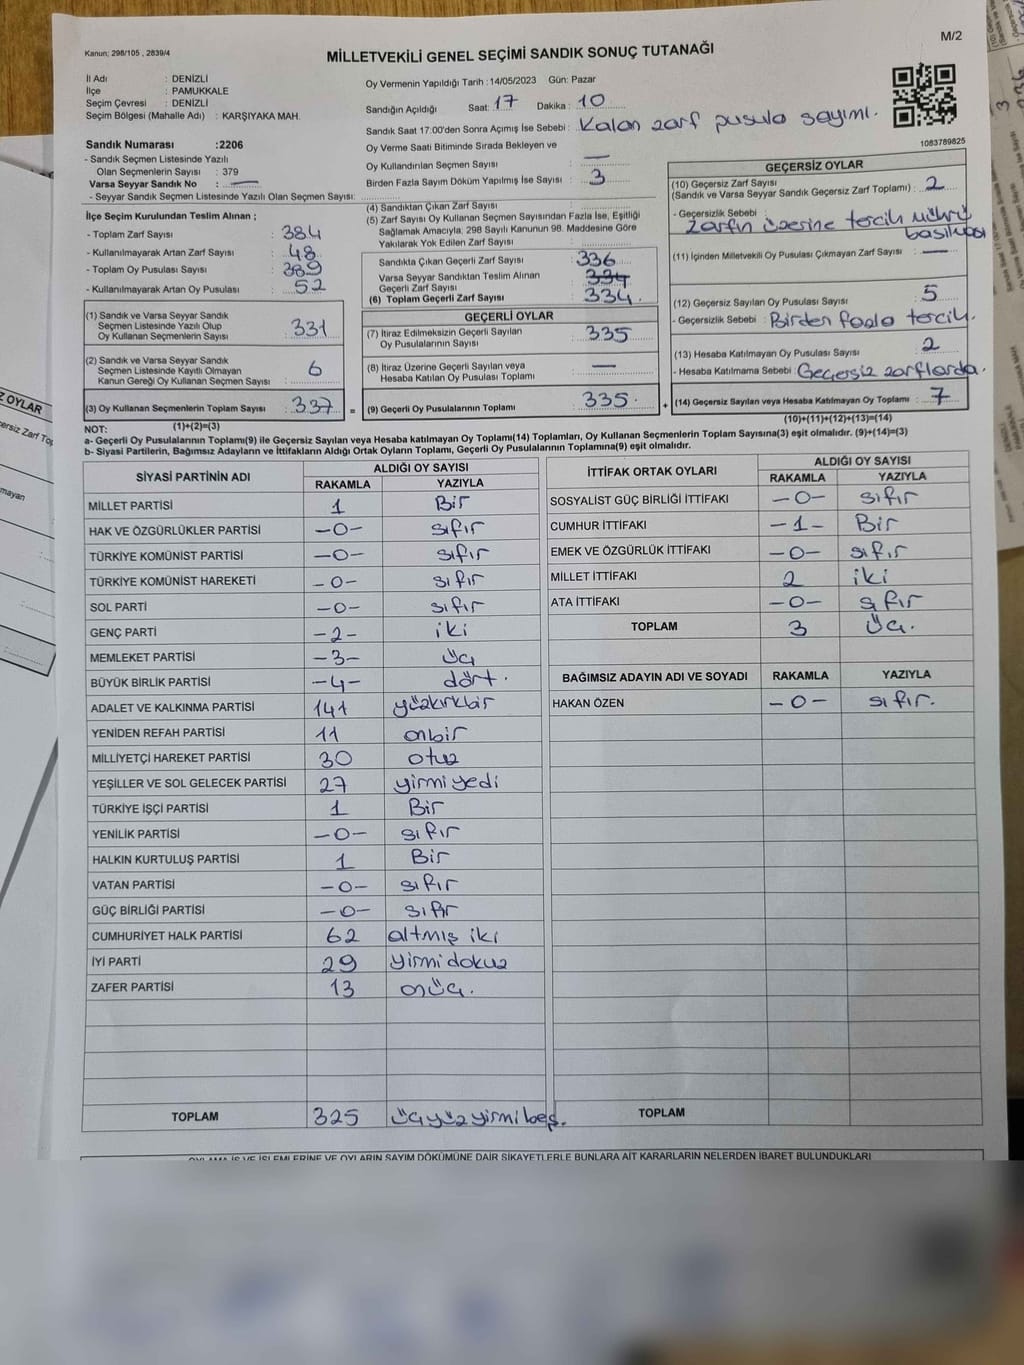 M/2
Kanun; 298/105 , 2839/4
MİLLETVEKİLİ GENEL SEÇİMİ SANDIK SONUÇ TUTANAĞI
İl Adı : DENİZLİ
İlçe : PAMUKKALE
Seçim Çevresi : DENİZLİ
Seçim Bölgesi (Mahalle Adı) : KARŞIYAKA MAH.
Oy Vermenin Yapıldığı Tarih : 14/05/2023 Gün: Pazar
Sandığın Açıldığı Saat: 17 Dakika : 10
Sandık Saat 17:00'den Sonra Açımış İse Sebebi : Kalan zarf pusula sayımı.
Oy Verme Saati Bitiminde Sırada Bekleyen ve
Oy Kullandırılan Seçmen Sayısı : —
Birden Fazla Sayım Döküm Yapılmış İse Sayısı : 3
1083789825
Sandık Numarası :2206
- Sandık Seçmen Listesinde Yazılı
Olan Seçmenlerin Sayısı : 379
Varsa Seyyar Sandık No : —
- Seyyar Sandık Seçmen Listesinde Yazılı Olan Seçmen Sayısı:
İlçe Seçim Kurulundan Teslim Alınan ;
- Toplam Zarf Sayısı : 384
- Kullanılmayarak Artan Zarf Sayısı : 48
- Toplam Oy Pusulası Sayısı : 389
- Kullanılmayarak Artan Oy Pusulası : 52
(1) Sandık ve Varsa Seyyar Sandık
Seçmen Listesinde Yazılı Olup
Oy Kullanan Seçmenlerin Sayısı : 331
(2) Sandık ve Varsa Seyyar Sandık
Seçmen Listesinde Kayıtlı Olmayan
Kanun Gereği Oy Kullanan Seçmen Sayısı : 6
(3) Oy Kullanan Seçmenlerin Toplam Sayısı : 337 =
(4) Sandıktan Çıkan Zarf Sayısı :
(5) Zarf Sayısı Oy Kullanan Seçmen Sayısından Fazla İse, Eşitliği
Sağlamak Amacıyla; 298 Sayılı Kanunun 98. Maddesine Göre
Yakılarak Yok Edilen Zarf Sayısı :
Sandıkta Çıkan Geçerli Zarf Sayısı : 336
Varsa Seyyar Sandıktan Teslim Alınan
Geçerli Zarf Sayısı : 334
(6) Toplam Geçerli Zarf Sayısı : 334.
GEÇERLİ OYLAR
(7) İtiraz Edilmeksizin Geçerli Sayılan
Oy Pusulalarının Sayısı : 335
(8) İtiraz Üzerine Geçerli Sayılan veya
Hesaba Katılan Oy Pusulası Toplamı : —
(9) Geçerli Oy Pusulalarının Toplamı : 335. +
GEÇERSİZ OYLAR
(10) Geçersiz Zarf Sayısı
(Sandık ve Varsa Seyyar Sandık Geçersiz Zarf Toplamı) : 2
- Geçersizlik Sebebi :
Zarfın üzerine tercih mührü
basılması
(11) İçinden Milletvekili Oy Pusulası Çıkmayan Zarf Sayısı : —
(12) Geçersiz Sayılan Oy Pusulası Sayısı : 5
- Geçersizlik Sebebi : Birden fazla tercih.
(13) Hesaba Katılmayan Oy Pusulası Sayısı : 2
- Hesaba Katılmama Sebebi : Geçersiz zarflarda.
(14) Geçersiz Sayılan veya Hesaba Katılmayan Oy Toplamı : 7
NOT: (1)+(2)=(3)
(10)+(11)+(12)+(13)=(14)
a- Geçerli Oy Pusulalarının Toplamı(9) ile Geçersiz Sayılan veya Hesaba katılmayan Oy Toplamı(14) Toplamları, Oy Kullanan Seçmenlerin Toplam Sayısına(3) eşit olmalıdır. (9)+(14)=(3)
b- Siyasi Partilerin, Bağımsız Adayların ve İttifakların Aldığı Ortak Oyların Toplamı, Geçerli Oy Pusulalarının Toplamına(9) eşit olmalıdır.
SİYASİ PARTİNİN ADI ALDIĞI OY SAYISI
RAKAMLA YAZIYLA
MİLLET PARTİSİ 1 Bir
HAK VE ÖZGÜRLÜKLER PARTİSİ -0- sıfır
TÜRKİYE KOMÜNİST PARTİSİ -0- sıfır
TÜRKİYE KOMÜNİST HAREKETİ -0- sıfır
SOL PARTİ -0- sıfır
GENÇ PARTİ -2- iki
MEMLEKET PARTİSİ -3- üç
BÜYÜK BİRLİK PARTİSİ -4- dört.
ADALET VE KALKINMA PARTİSİ 141 yüzkırkbir
YENİDEN REFAH PARTİSİ 11 onbir
MİLLİYETÇİ HAREKET PARTİSİ 30 otuz
YEŞİLLER VE SOL GELECEK PARTİSİ 27 yirmi yedi
TÜRKİYE İŞÇİ PARTİSİ 1 Bir
YENİLİK PARTİSİ -0- sıfır
HALKIN KURTULUŞ PARTİSİ 1 Bir
VATAN PARTİSİ -0- sıfır
GÜÇ BİRLİĞİ PARTİSİ -0- sıfır
CUMHURİYET HALK PARTİSİ 62 altmış iki
İYİ PARTİ 29 yirmi dokuz
ZAFER PARTİSİ 13 onüç.
TOPLAM 325 üçyüzyirmibeş.
İTTİFAK ORTAK OYLARI ALDIĞI OY SAYISI
RAKAMLA YAZIYLA
SOSYALİST GÜÇ BİRLİĞİ İTTİFAKI -0- sıfır
CUMHUR İTTİFAKI -1- Bir
EMEK VE ÖZGÜRLÜK İTTİFAKI -0- sıfır
MİLLET İTTİFAKI 2 iki
ATA İTTİFAKI -0- sıfır
TOPLAM 3 üç.
BAĞIMSIZ ADAYIN ADI VE SOYADI RAKAMLA YAZIYLA
HAKAN ÖZEN -0- sıfır.
TOPLAM
OYLAMA İŞ VE İŞLEMLERİNE VE OYLARIN SAYIM DÖKÜMÜNE DAİR ŞİKAYETLERLE BUNLARA AİT KARARLARIN NELERDEN İBARET BULUNDUKLARI